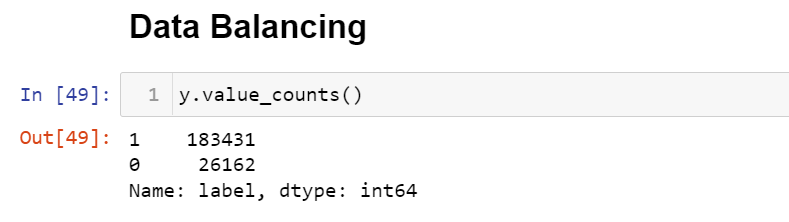 Data Balancing
In [49]: 1 y.value_counts()
Out[49]: 1 183431
0 26162
Name: label, dtype: int64